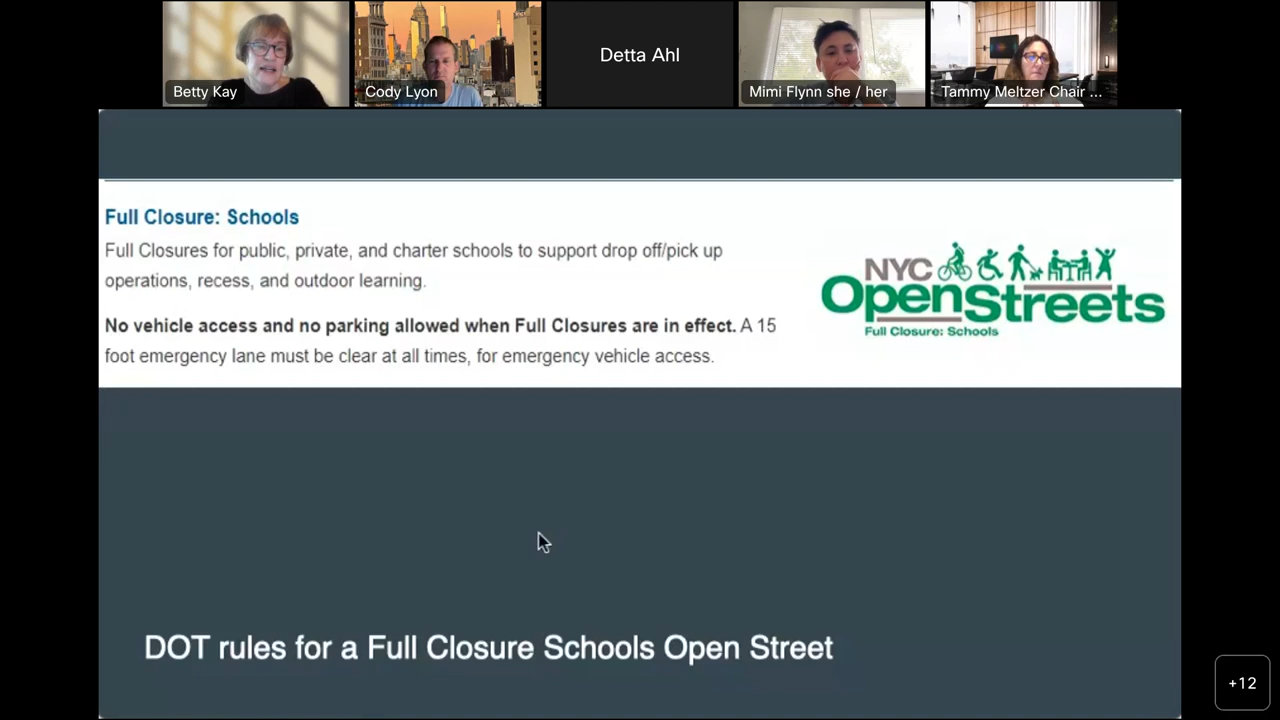 Betty Kay
Cody Lyon
Detta Ahl
Mimi Flynn she / her
Tammy Meltzer Chair ...
Full Closure: Schools
Full Closures for public, private, and charter schools to support drop off/pick up
operations, recess, and outdoor learning.
No vehicle access and no parking allowed when Full Closures are in effect. A 15
foot emergency lane must be clear at all times, for emergency vehicle access.
NYC
OpenStreets
Full Closure: Schools
DOT rules for a Full Closure Schools Open Street
+12